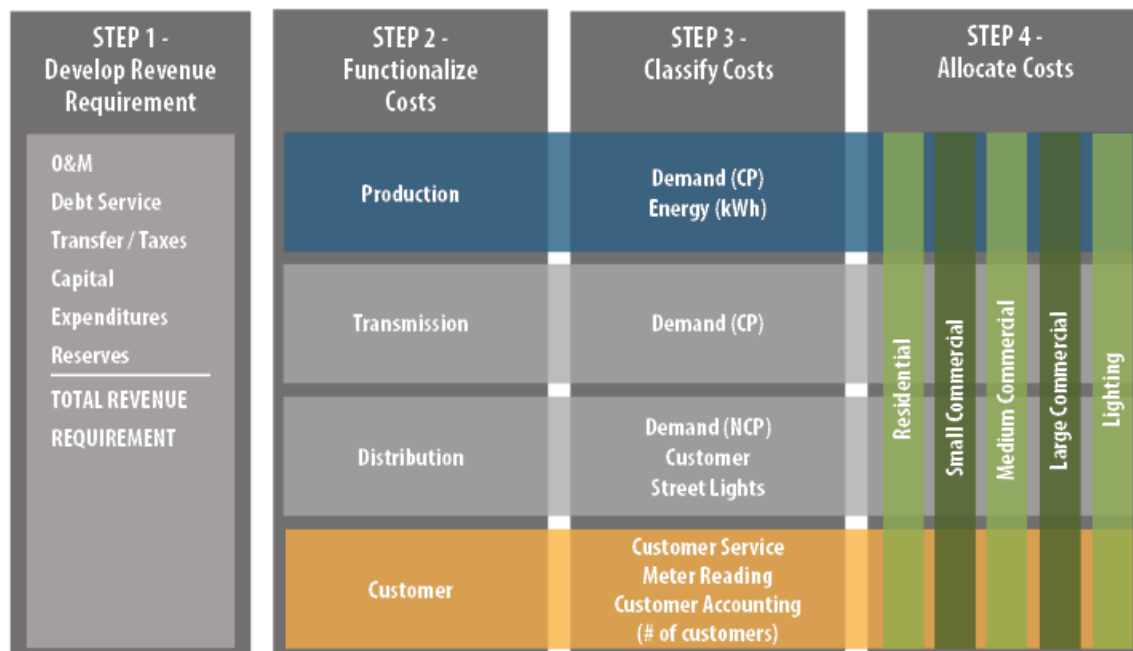 STEP 1 -
Develop Revenue
Requirement
O&M
Debt Service
Transfer / Taxes
Capital
Expenditures
Reserves
TOTAL REVENUE
REQUIREMENT
STEP 2 -
Functionalize
Costs
Production
Transmission
Distribution
Customer
STEP 3 -
Classify Costs
Demand (CP)
Energy (kWh)
Demand (CP)
Demand (NCP)
Customer
Street Lights
Customer Service
Meter Reading
Customer Accounting
(# of customers)
STEP 4 -
Allocate Costs
Residential
Small Commercial
Medium Commercial
Large Commercial
Lighting